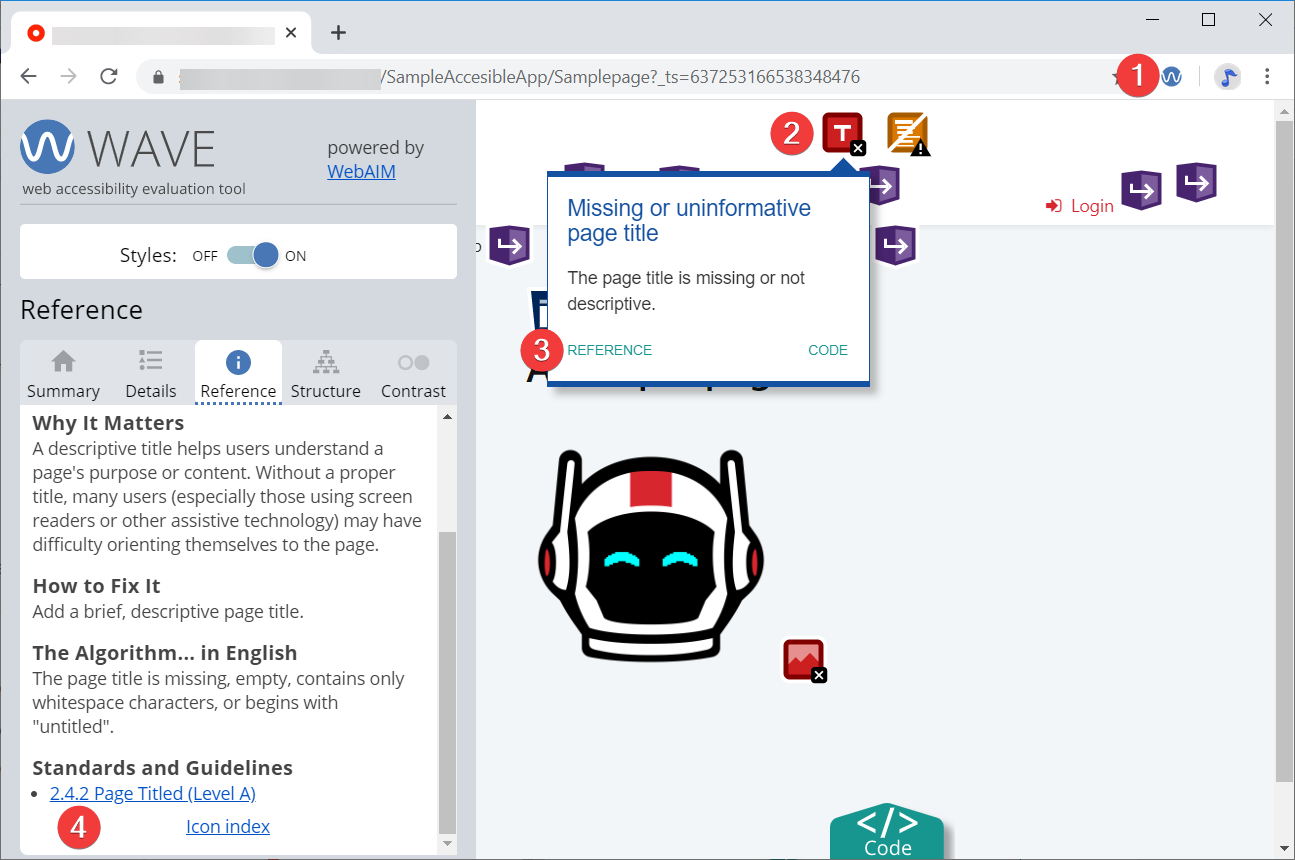 /SampleAccesibleApp/Samplepage?_ts=637253166538348476
1
WAVE
web accessibility evaluation tool
powered by
WebAIM
Styles: OFF ON
Reference
Summary Details Reference Structure Contrast
Why It Matters
A descriptive title helps users understand a
page's purpose or content. Without a proper
title, many users (especially those using screen
readers or other assistive technology) may have
difficulty orienting themselves to the page.
How to Fix It
Add a brief, descriptive page title.
The Algorithm... in English
The page title is missing, empty, contains only
whitespace characters, or begins with
"untitled".
Standards and Guidelines
2.4.2 Page Titled (Level A)
4
Icon index
2
T
Login
Missing or uninformative
page title
The page title is missing or not
descriptive.
3
REFERENCE CODE
</>
Code